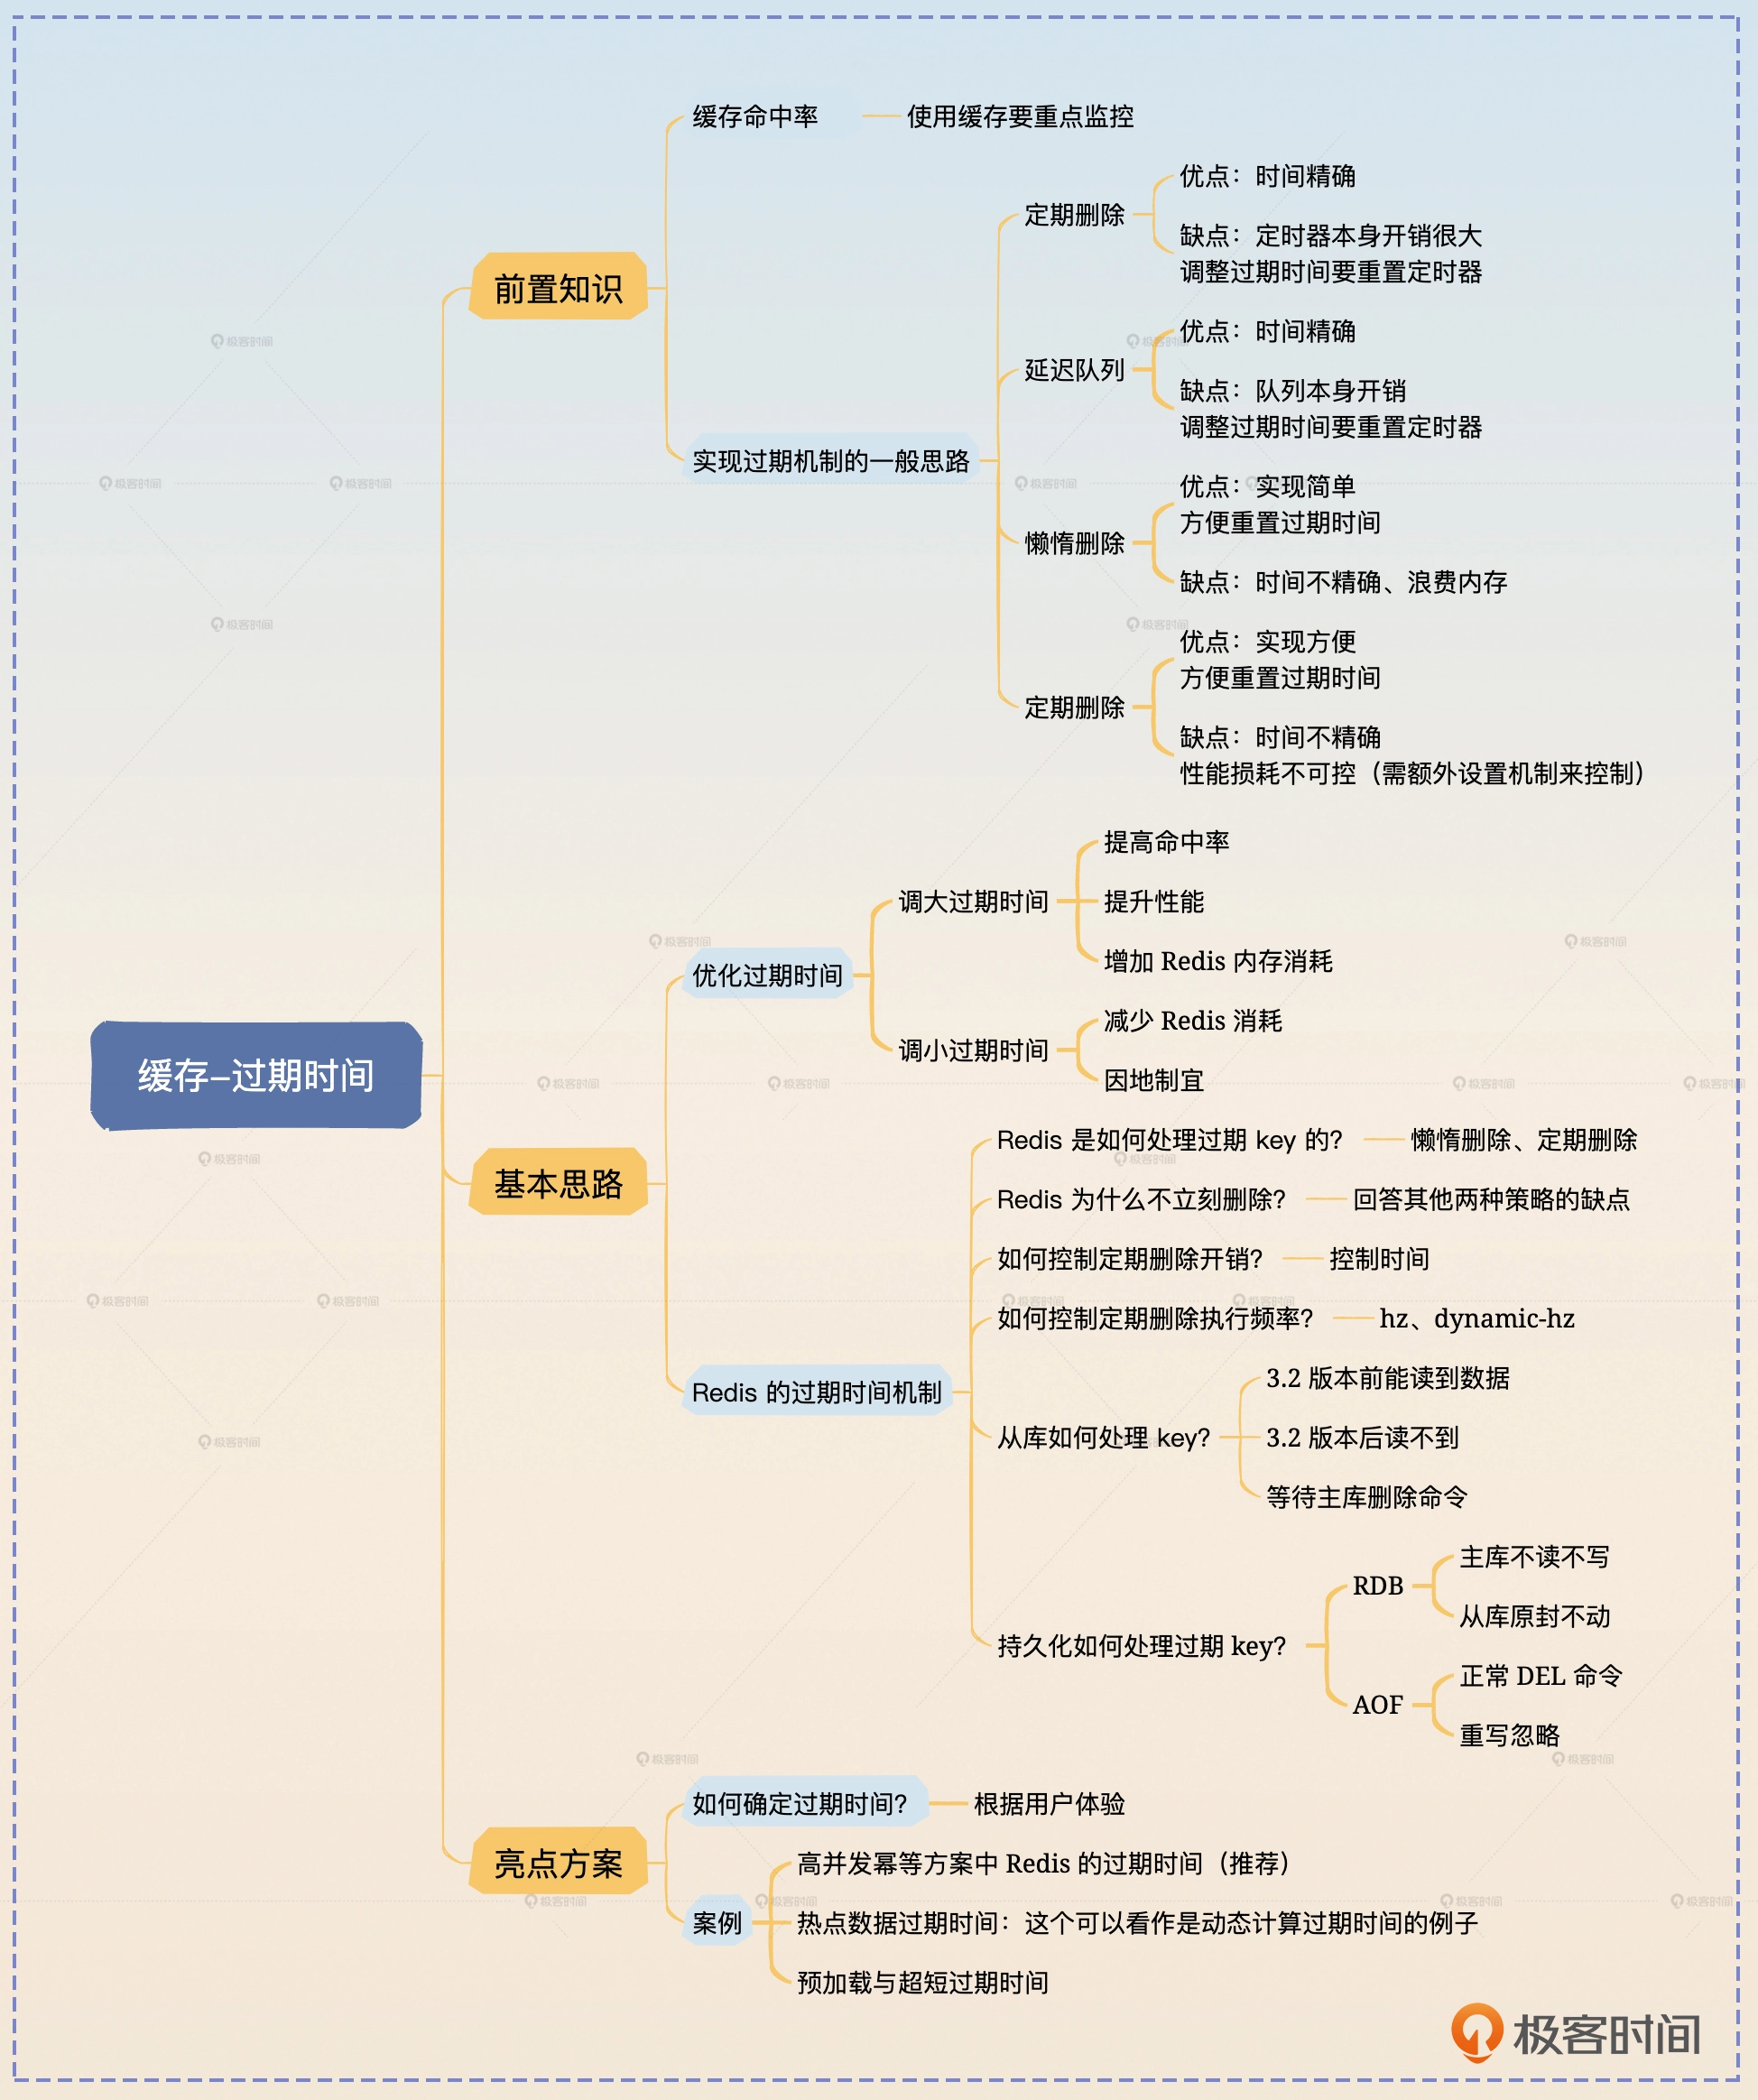 缓存命中率
使用缓存要重点监控
定期删除
优点：时间精确
缺点：定时器本身开销很大
调整过期时间要重置定时器
前置知识
延迟队列
优点：时间精确
缺点：队列本身开销
调整过期时间要重置定时器
实现过期机制的一般思路
懒惰删除
优点：实现简单
方便重置过期时间
缺点：时间不精确、浪费内存
定期删除
优点：实现方便
方便重置过期时间
缺点：时间不精确
性能损耗不可控（需额外设置机制来控制）
缓存-过期时间
基本思路
优化过期时间
调大过期时间
提高命中率
提升性能
增加 Redis 内存消耗
调小过期时间
减少 Redis 消耗
因地制宜
Redis 的过期时间机制
Redis 是如何处理过期 key 的？
懒惰删除、定期删除
Redis 为什么不立刻删除？
回答其他两种策略的缺点
如何控制定期删除开销？
控制时间
如何控制定期删除执行频率？
hz、dynamic-hz
从库如何处理 key？
3.2 版本前能读到数据
3.2 版本后读不到
等待主库删除命令
持久化如何处理过期 key？
RDB
主库不读不写
从库原封不动
AOF
正常 DEL 命令
重写忽略
亮点方案
如何确定过期时间？
根据用户体验
案例
高并发幂等方案中 Redis 的过期时间（推荐）
热点数据过期时间：这个可以看作是动态计算过期时间的例子
预加载与超短过期时间
极客时间